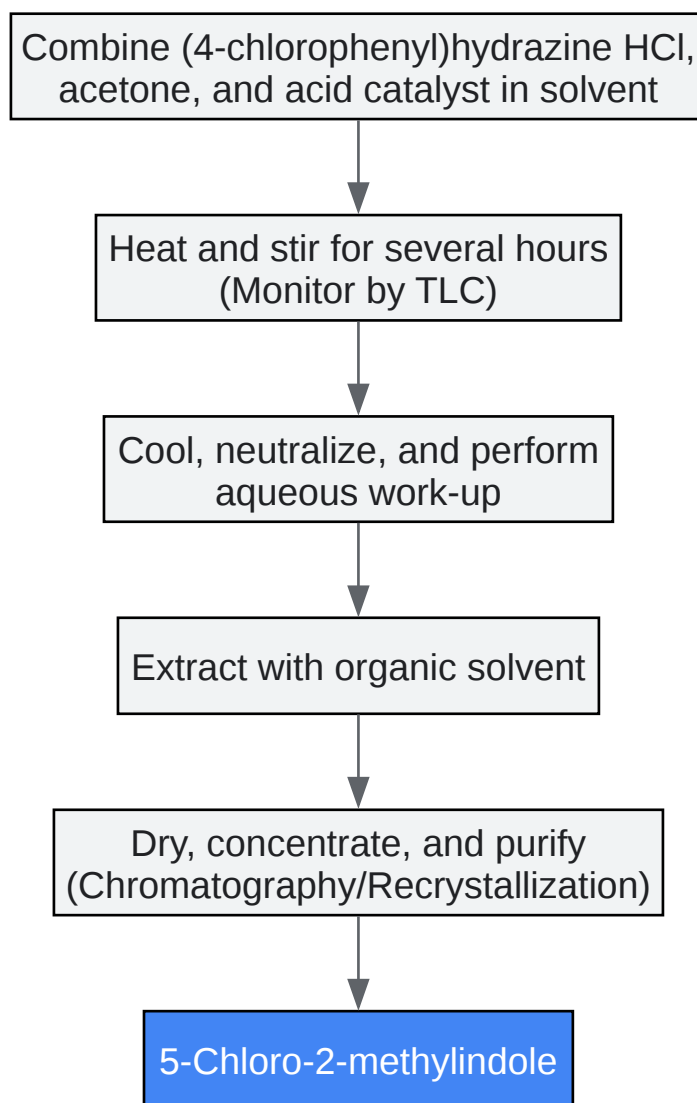 Combine (4-chlorophenyl)hydrazine HCl,
acetone, and acid catalyst in solvent
Heat and stir for several hours
(Monitor by TLC)
Cool, neutralize, and perform
aqueous work-up
Extract with organic solvent
Dry, concentrate, and purify
(Chromatography/Recrystallization)
5-Chloro-2-methylindole